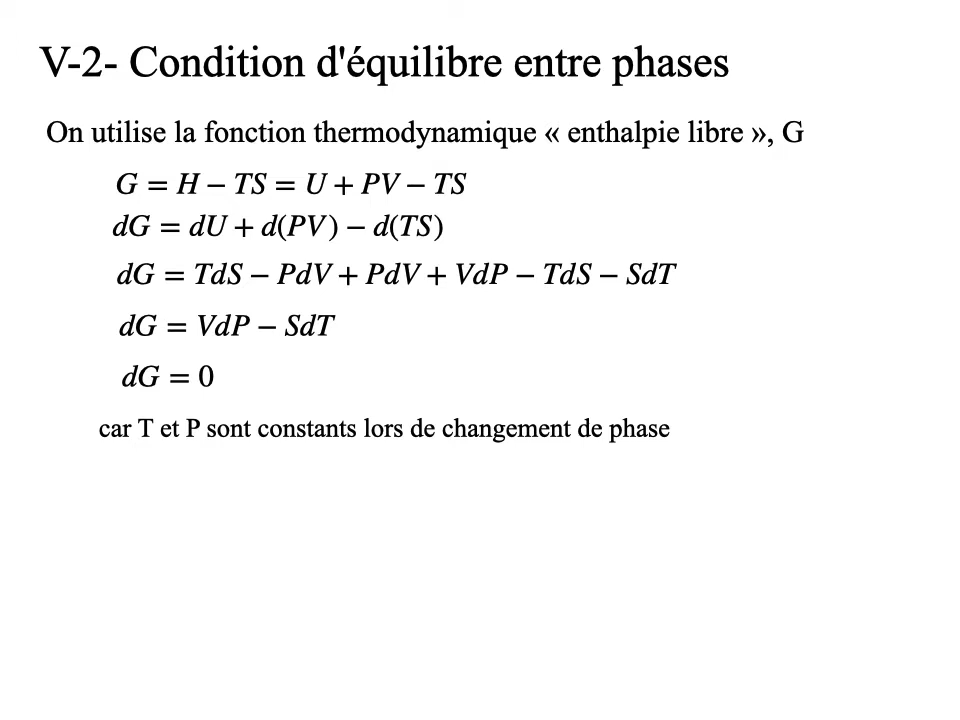 V-2- Condition d'équilibre entre phases
On utilise la fonction thermodynamique « enthalpie libre », G
G = H − TS = U + PV − TS
dG = dU + d(PV) − d(TS)
dG = TdS − PdV + PdV + VdP − TdS − SdT
dG = VdP − SdT
dG = 0
car T et P sont constants lors de changement de phase